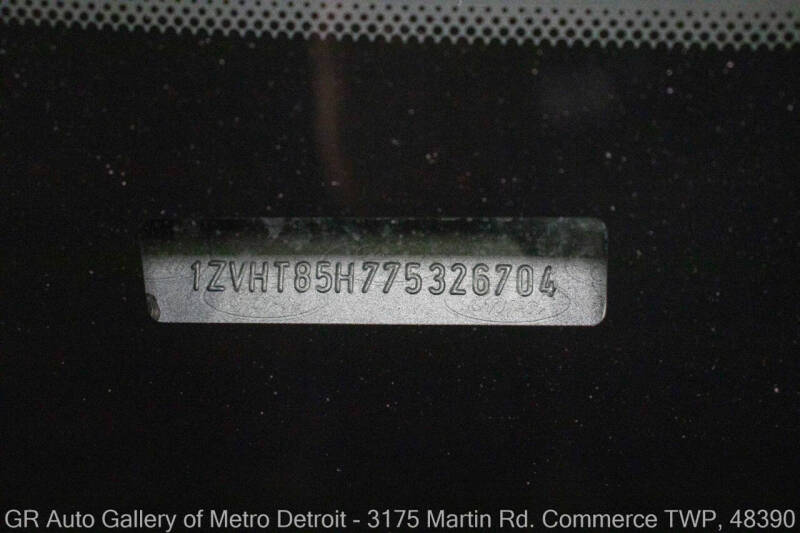 1ZVHT85H775326704
GR Auto Gallery of Metro Detroit - 3175 Martin Rd. Commerce TWP, 48390